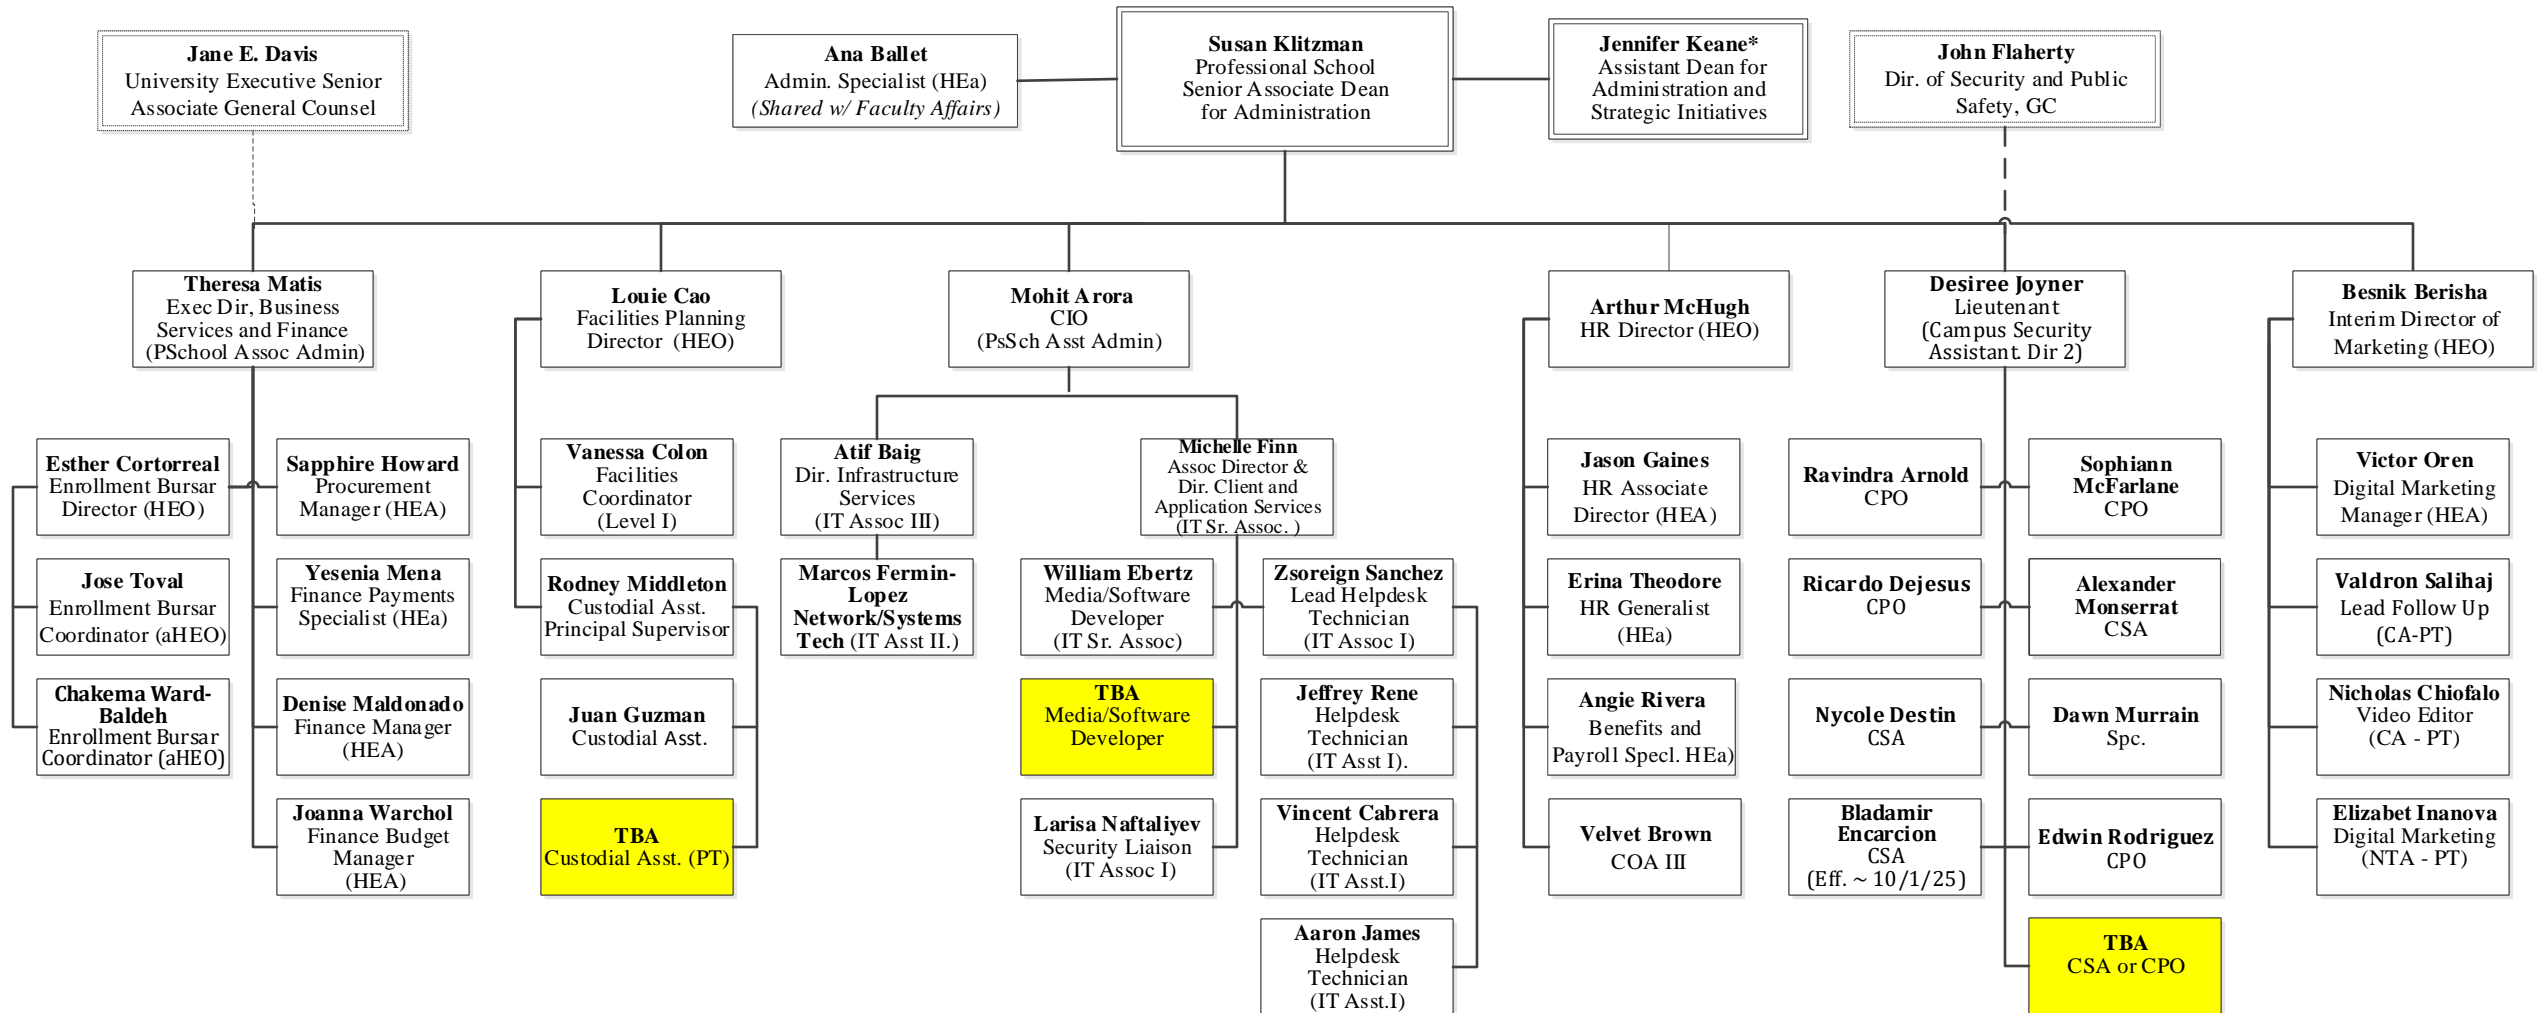 Jane E. Davis
University Executive Senior
Associate General Counsel
Ana Ballet
Admin. Specialist (HEa)
(Shared w/ Faculty Affairs)
Susan Klitzman
Professional School
Senior Associate Dean
for Administration
Jennifer Keane*
Assistant Dean for
Administration and
Strategic Initiatives
John Flaherty
Dir. of Security and Public
Safety, GC
Theresa Matis
Exec Dir, Business
Services and Finance
(PSchool Assoc Admin)
Louie Cao
Facilities Planning
Director (HEO)
Mohit Arora
CIO
(PsSch Asst Admin)
Arthur McHugh
HR Director (HEO)
Desiree Joyner
Lieutenant
(Campus Security
Assistant. Dir 2)
Besnik Berisha
Interim Director of
Marketing (HEO)
Esther Cortorreal
Enrollment Bursar
Director (HEO)
Sapphire Howard
Procurement
Manager (HEA)
Vanessa Colon
Facilities
Coordinator
(Level I)
Atif Baig
Dir. Infrastructure
Services
(IT Assoc III)
Michelle Finn
Assoc Director &
Dir. Client and
Application Services
(IT Sr. Assoc. )
Jason Gaines
HR Associate
Director (HEA)
Ravindra Arnold
CPO
Sophiann
McFarlane
CPO
Victor Oren
Digital Marketing
Manager (HEA)
Jose Toval
Enrollment Bursar
Coordinator (aHEO)
Yesenia Mena
Finance Payments
Specialist (HEa)
Rodney Middleton
Custodial Asst.
Principal Supervisor
Marcos Fermin-
Lopez
Network/Systems
Tech (IT Asst II.)
William Ebertz
Media/Software
Developer
(IT Sr. Assoc)
Zsoreign Sanchez
Lead Helpdesk
Technician
(IT Assoc I)
Erina Theodore
HR Generalist
(HEa)
Ricardo Dejesus
CPO
Alexander
Monserrat
CSA
Valdron Salihaj
Lead Follow Up
(CA-PT)
Chakema Ward-
Baldeh
Enrollment Bursar
Coordinator (aHEO)
Denise Maldonado
Finance Manager
(HEA)
Juan Guzman
Custodial Asst.
TBA
Media/Software
Developer
Jeffrey Rene
Helpdesk
Technician
(IT Asst I).
Angie Rivera
Benefits and
Payroll Specl. HEa)
Nycole Destin
CSA
Dawn Murrain
Spc.
Nicholas Chiofalo
Video Editor
(CA - PT)
Joanna Warchol
Finance Budget
Manager
(HEA)
TBA
Custodial Asst. (PT)
Larisa Naftaliyev
Security Liaison
(IT Assoc I)
Vincent Cabrera
Helpdesk
Technician
(IT Asst.I)
Velvet Brown
COA III
Bladamir
Encarcion
CSA
(Eff. ~ 10/1/25)
Edwin Rodriguez
CPO
Elizabet Inanova
Digital Marketing
(NTA - PT)
Aaron James
Helpdesk
Technician
(IT Asst.I)
TBA
CSA or CPO